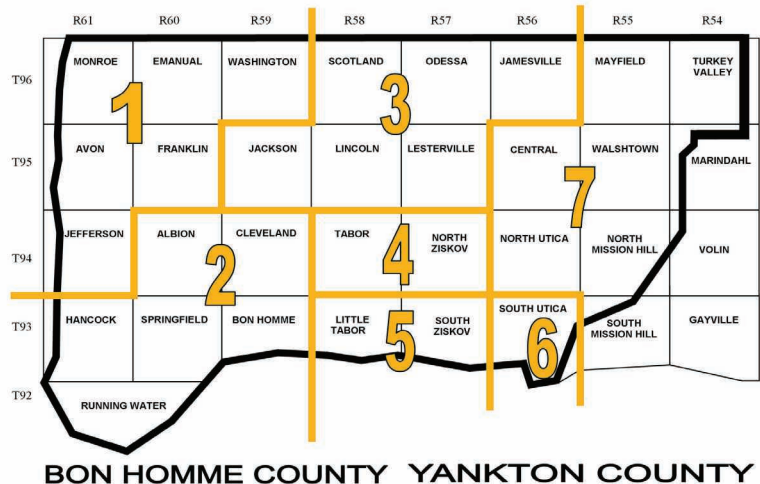 R61 R60 R59 R58 R57 R56 R55 R54
T96
MONROE EMANUAL WASHINGTON SCOTLAND ODESSA JAMESVILLE MAYFIELD TURKEY
VALLEY
1 3
T95
AVON FRANKLIN JACKSON LINCOLN LESTERVILLE CENTRAL WALSHTOWN MARINDAHL
7
T94
JEFFERSON ALBION CLEVELAND TABOR NORTH
ZISKOV NORTH UTICA NORTH
MISSION HILL VOLIN
2 4
T93
HANCOCK SPRINGFIELD BON HOMME LITTLE
TABOR SOUTH
ZISKOV SOUTH UTICA SOUTH
MISSION HILL GAYVILLE
5 6
T92
RUNNING WATER
BON HOMME COUNTY YANKTON COUNTY